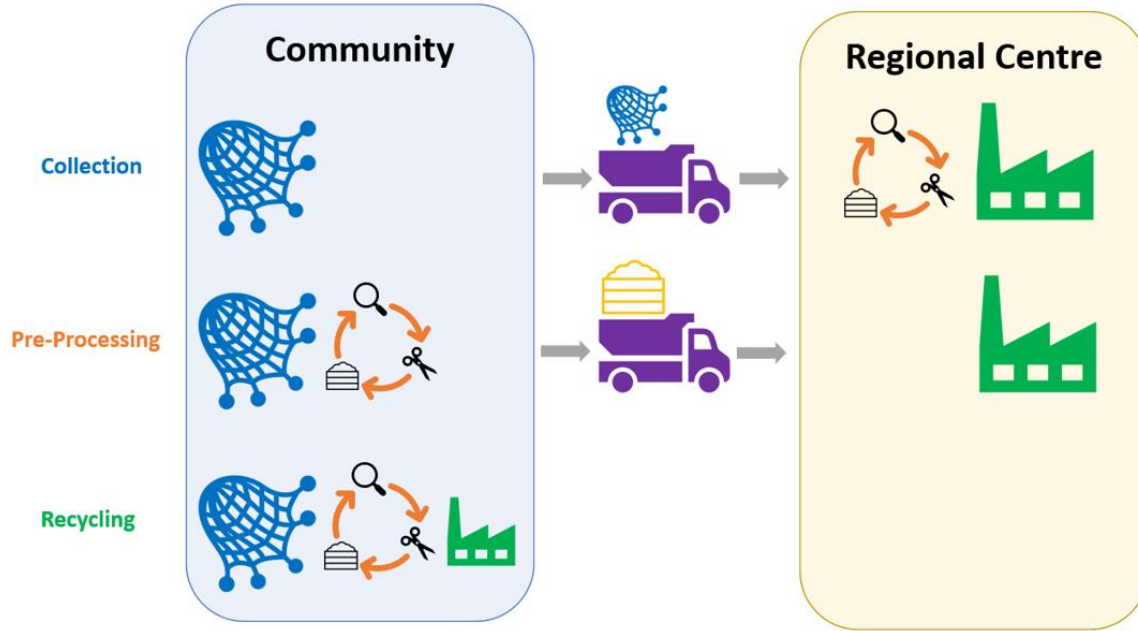 Community
Regional Centre
Collection
Pre-Processing
Recycling